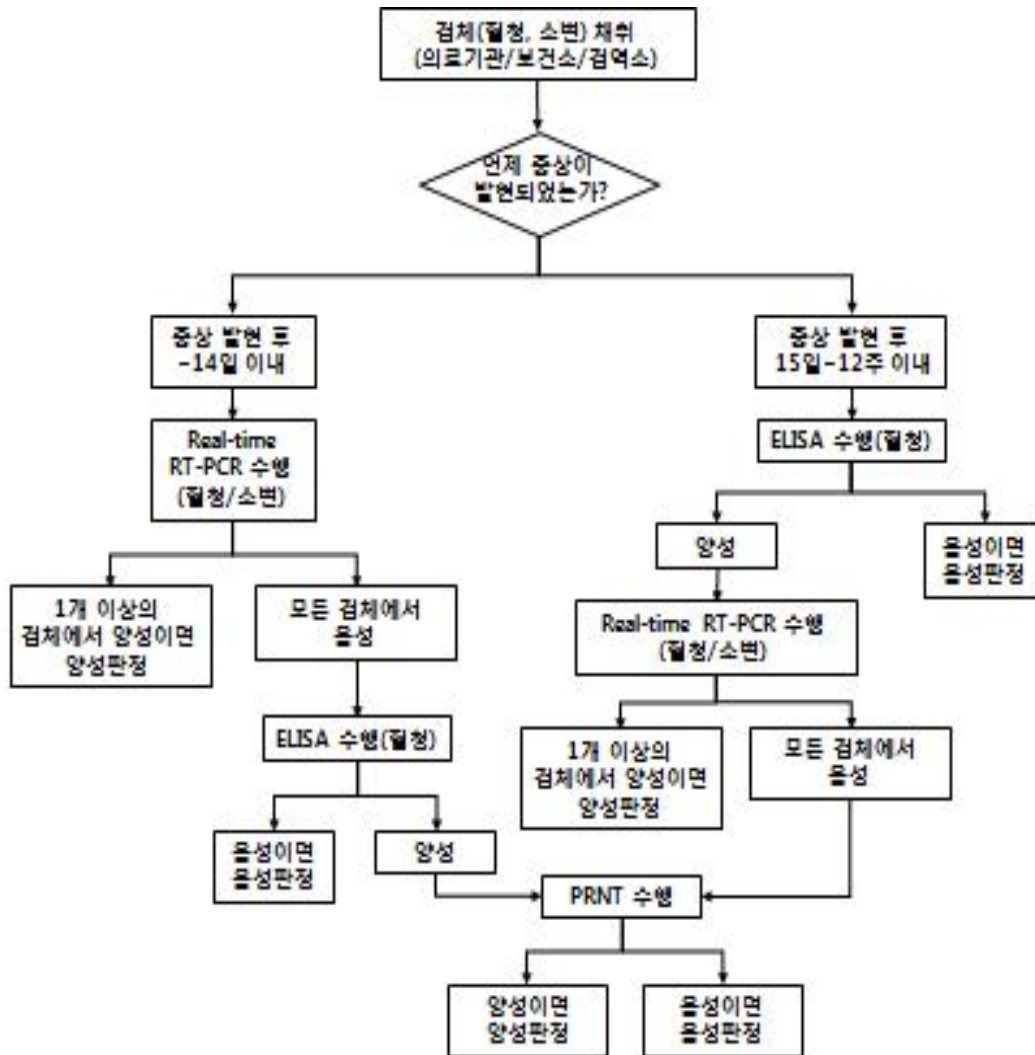 검체(혈청, 소변) 채취
(의료기관/보건소/검역소)
언제 증상이
발현되었는가?
증상 발현 후
~14일 이내
증상 발현 후
15일~12주 이내
Real-time
RT-PCR 수행
(혈청/소변)
ELISA 수행(혈청)
양성
음성이면
음성판정
1개 이상의
검체에서 양성이면
양성판정
모든 검체에서
음성
Real-time RT-PCR 수행
(혈청/소변)
ELISA 수행(혈청)
1개 이상의
검체에서 양성이면
양성판정
모든 검체에서
음성
음성이면
음성판정
양성
PRNT 수행
양성이면
양성판정
음성이면
음성판정